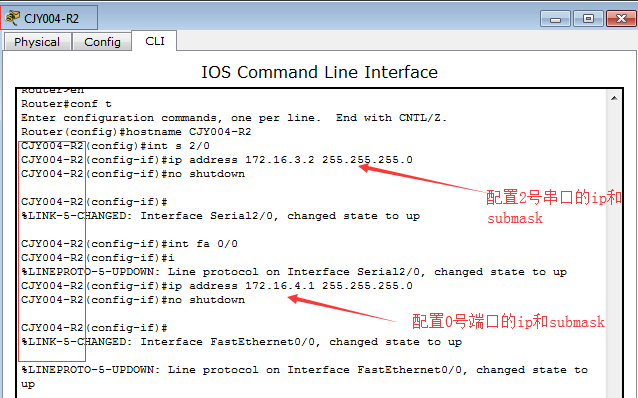 CJY004-R2
Physical
Config
CLI
IOS Command Line Interface
Router>en
Router#conf t
Enter configuration commands, one per line.  End with CNTL/Z.
Router(config)#hostname CJY004-R2
CJY004-R2(config)#int s 2/0
CJY004-R2(config-if)#ip address 172.16.3.2 255.255.255.0
CJY004-R2(config-if)#no shutdown
配置2号串口的ip和
submask
CJY004-R2(config-if)#
%LINK-5-CHANGED: Interface Serial2/0, changed state to up
CJY004-R2(config-if)#int fa 0/0
CJY004-R2(config-if)#i
%LINEPROTO-5-UPDOWN: Line protocol on Interface Serial2/0, changed state to up
CJY004-R2(config-if)#ip address 172.16.4.1 255.255.255.0
CJY004-R2(config-if)#no shutdown
配置0号端口的ip和submask
CJY004-R2(config-if)#
%LINK-5-CHANGED: Interface FastEthernet0/0, changed state to up
%LINEPROTO-5-UPDOWN: Line protocol on Interface FastEthernet0/0, changed state to
up